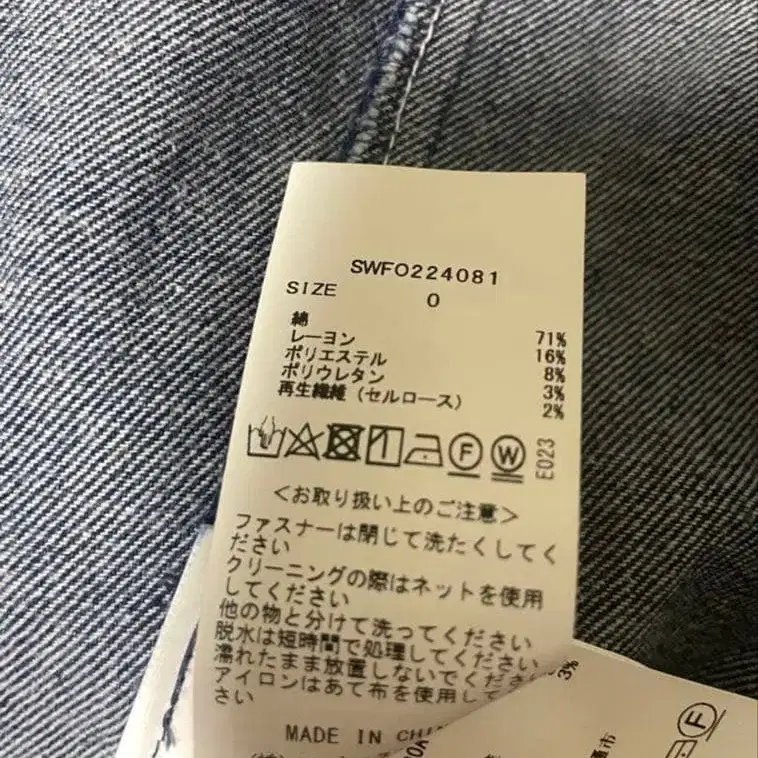 SWFO224081
SIZE 0
綿 71%
レーヨン 16%
ポリエステル 8%
ポリウレタン 3%
再生繊維(セルロース) 2%
F W E023
<お取り扱い上のご注意>
ファスナーは閉じて洗たくしてく
ださい
クリーニングの際はネットを使用
してください
他の物と分けて洗ってください
脱水は短時間で処理してください
濡れたまま放置しないでくださ
アイロンはあて布を使用して
さい
MADE IN CHI
3%
F